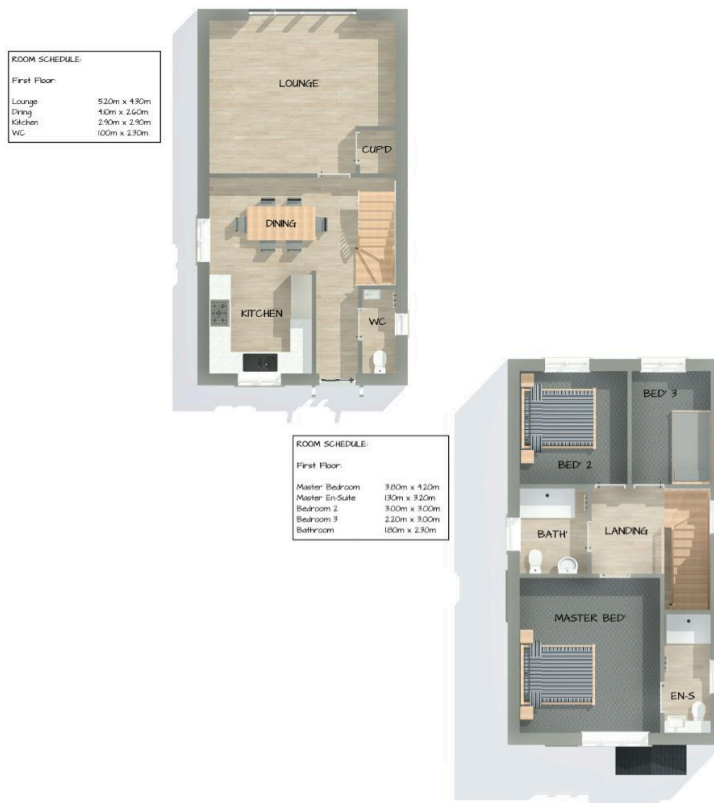 ROOM SCHEDULE:
First Floor:
Lounge 5.20m x 4.30m
Dining 4.10m x 2.60m
Kitchen 2.90m x 2.90m
WC 1.00m x 2.30m
LOUNGE
CUP'D
DINING
KITCHEN
WC
ROOM SCHEDULE:
First Floor:
Master Bedroom 3.80m x 4.20m
Master En-Suite 1.30m x 3.20m
Bedroom 2 3.00m x 3.00m
Bedroom 3 2.20m x 3.00m
Bathroom 1.80m x 2.30m
BED' 3
BED' 2
BATH'
LANDING
MASTER BED'
EN-S